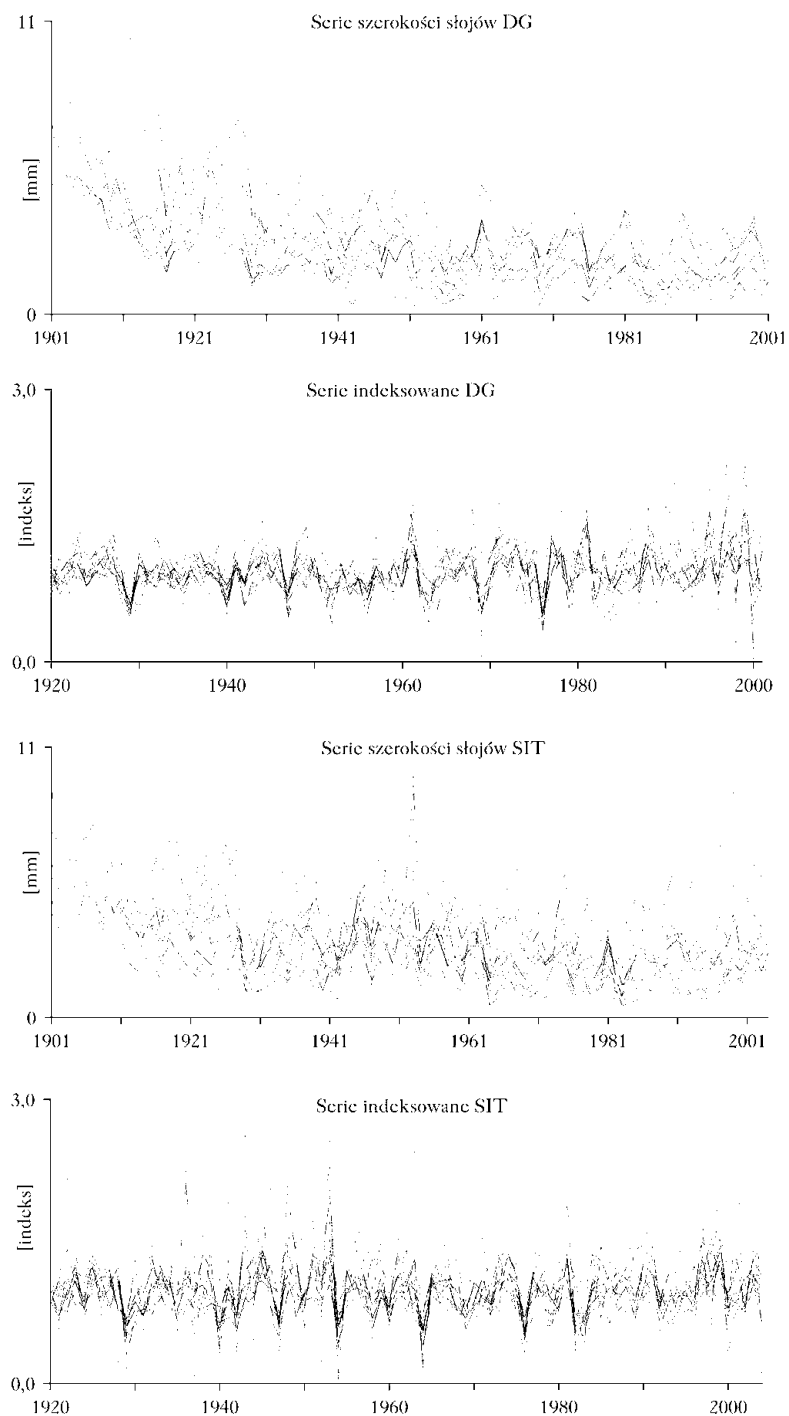 Serie szerokości słojów DG
11
[mm]
0
1901 1921 1941 1961 1981 2001
Serie indeksowane DG
3,0
[indeks]
0,0
1920 1940 1960 1980 2000
Serie szerokości słojów SIT
11
[mm]
0
1901 1921 1941 1961 1981 2001
Serie indeksowane SIT
3,0
[indeks]
0,0
1920 1940 1960 1980 2000